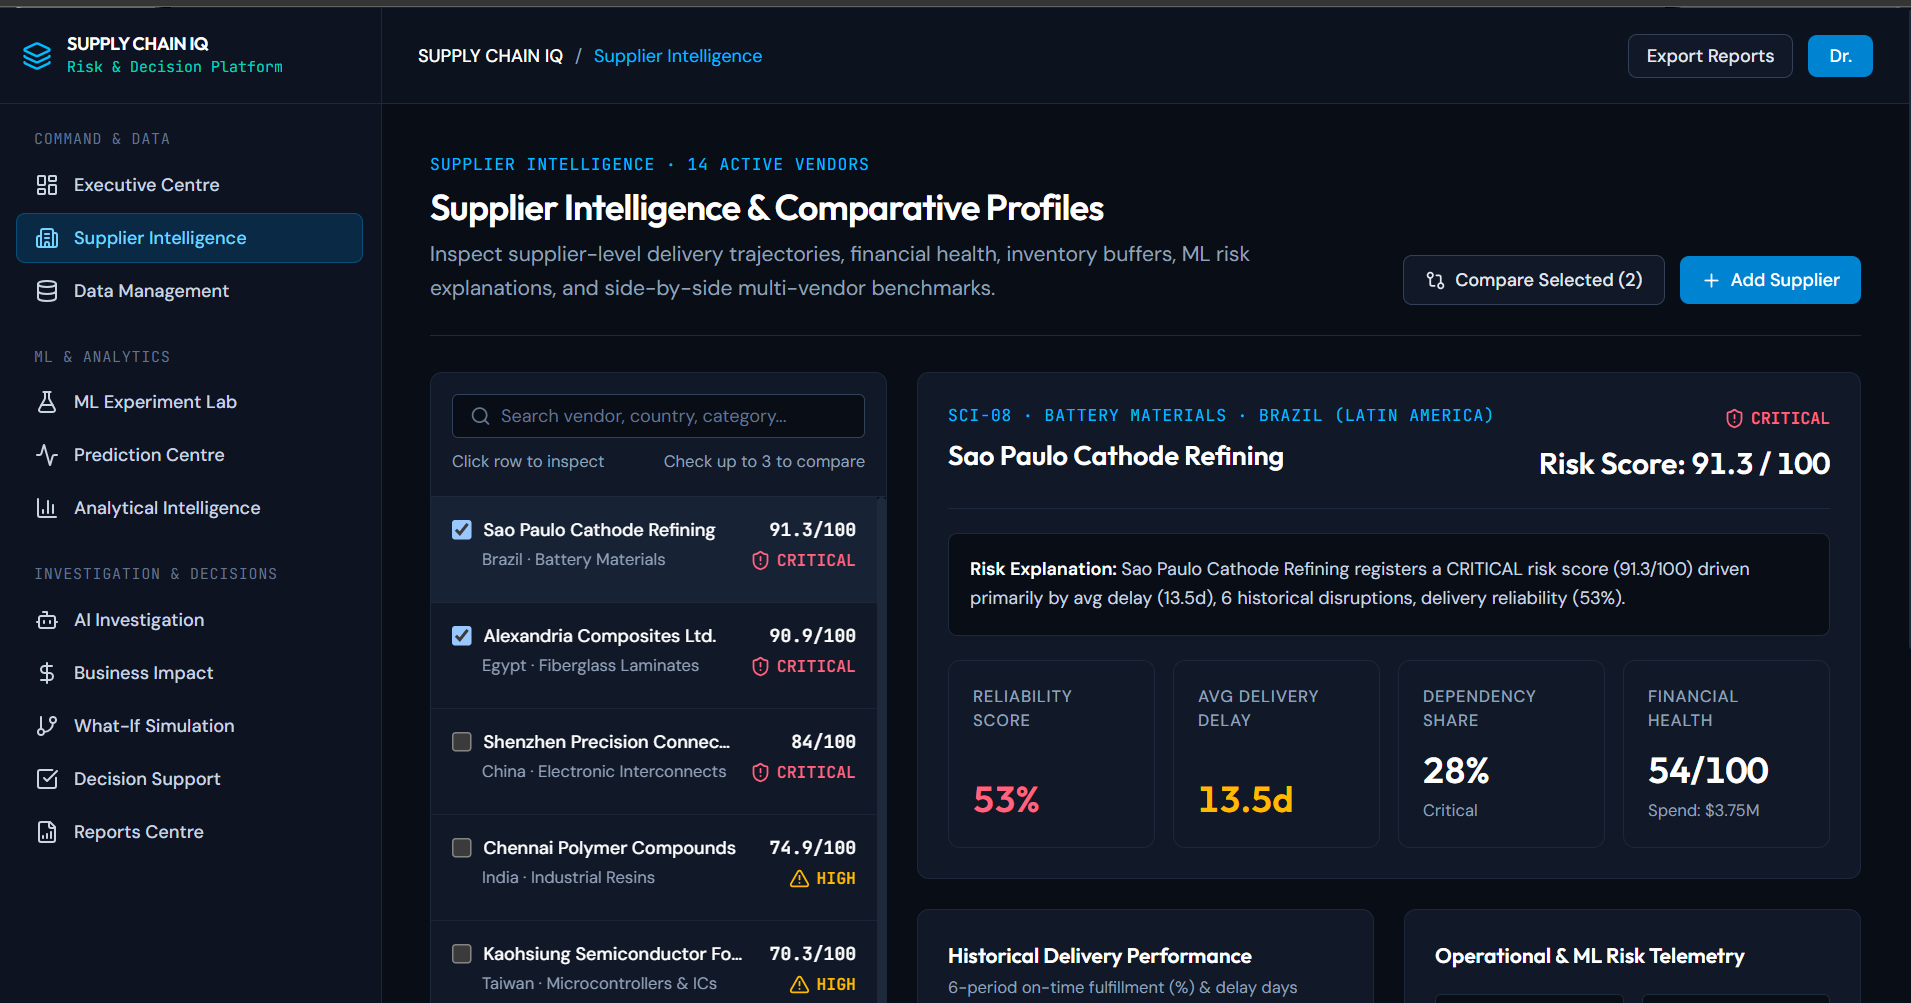 SUPPLY CHAIN IQ
Risk & Decision Platform
SUPPLY CHAIN IQ / Supplier Intelligence
Export Reports
Dr.
COMMAND & DATA
Executive Centre
Supplier Intelligence
Data Management
ML & ANALYTICS
ML Experiment Lab
Prediction Centre
Analytical Intelligence
INVESTIGATION & DECISIONS
AI Investigation
Business Impact
What-If Simulation
Decision Support
Reports Centre
SUPPLIER INTELLIGENCE · 14 ACTIVE VENDORS
Supplier Intelligence & Comparative Profiles
Inspect supplier-level delivery trajectories, financial health, inventory buffers, ML risk
explanations, and side-by-side multi-vendor benchmarks.
Compare Selected (2)
+ Add Supplier
Search vendor, country, category...
Click row to inspect
Check up to 3 to compare
Sao Paulo Cathode Refining
91.3/100
Brazil · Battery Materials
CRITICAL
Alexandria Composites Ltd.
90.9/100
Egypt · Fiberglass Laminates
CRITICAL
Shenzhen Precision Connec...
84/100
China · Electronic Interconnects
CRITICAL
Chennai Polymer Compounds
74.9/100
India · Industrial Resins
HIGH
Kaohsiung Semiconductor Fo...
70.3/100
Taiwan · Microcontrollers & ICs
HIGH
SCI-08 · BATTERY MATERIALS · BRAZIL (LATIN AMERICA)
CRITICAL
Sao Paulo Cathode Refining
Risk Score: 91.3 / 100
Risk Explanation: Sao Paulo Cathode Refining registers a CRITICAL risk score (91.3/100) driven
primarily by avg delay (13.5d), 6 historical disruptions, delivery reliability (53%).
RELIABILITY
SCORE
53%
AVG DELIVERY
DELAY
13.5d
DEPENDENCY
SHARE
28%
Critical
FINANCIAL
HEALTH
54/100
Spend: $3.75M
Historical Delivery Performance
6-period on-time fulfillment (%) & delay days
Operational & ML Risk Telemetry